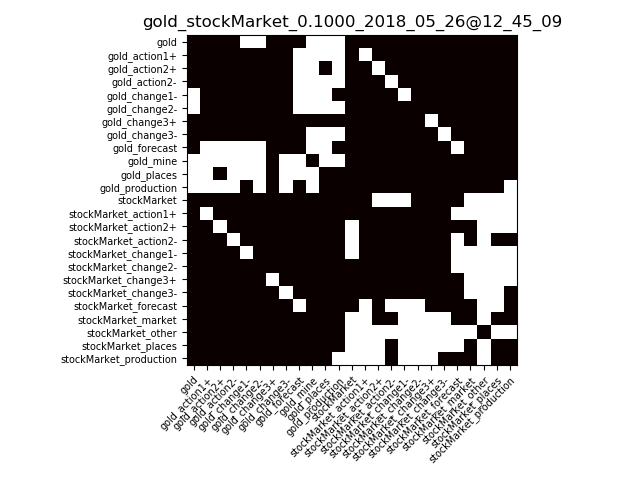 gold_stockMarket_0.1000_2018_05_26@12_45_09
gold
gold_action1+
gold_action2+
gold_action2-
gold_change1-
gold_change2-
gold_change3+
gold_change3-
gold_forecast
gold_mine
gold_places
gold_production
stockMarket
stockMarket_action1+
stockMarket_action2+
stockMarket_action2-
stockMarket_change1-
stockMarket_change2-
stockMarket_change3+
stockMarket_change3-
stockMarket_forecast
stockMarket_market
stockMarket_other
stockMarket_places
stockMarket_production
gold
gold_action1+
gold_action2+
gold_action2-
gold_change1-
gold_change2-
gold_change3+
gold_change3-
gold_forecast
gold_mine
gold_places
gold_production
stockMarket
stockMarket_action1+
stockMarket_action2+
stockMarket_action2-
stockMarket_change1-
stockMarket_change2-
stockMarket_change3+
stockMarket_change3-
stockMarket_forecast
stockMarket_market
stockMarket_other
stockMarket_places
stockMarket_production